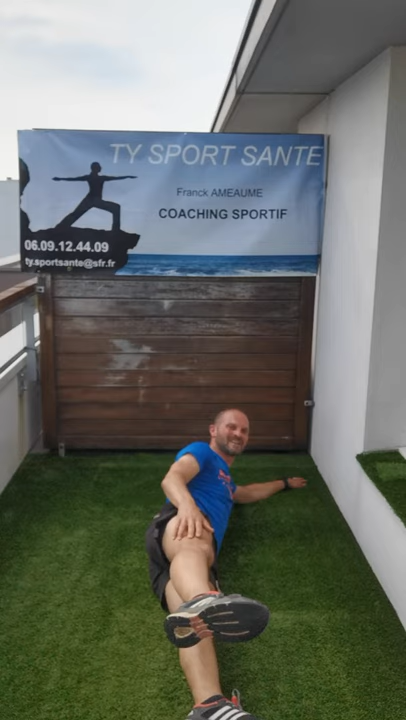 TY SPORT SANTE
Franck AMEAUME
COACHING SPORTIF
06.09.12.44.09
ty.sportsante@sfr.fr